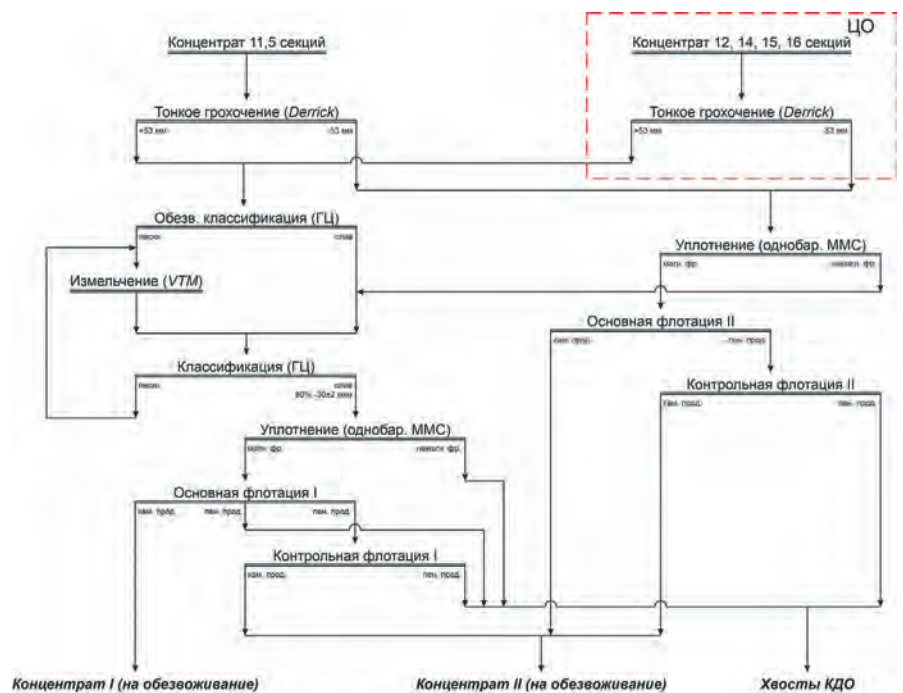 ЦО
Концентрат 11,5 секций
Концентрат 12, 14, 15, 16 секций
Тонкое грохочение (Derrick)
Тонкое грохочение (Derrick)
+53 мкм
-53 мкм
+53 мкм
-53 мкм
Обезв. классификация (ГЦ)
пески
слив
Уплотнение (однобар. ММС)
магн. фр.
немагн. фр.
Измельчение (VTM)
Основная флотация II
кам. прод.
пен. прод.
Классификация (ГЦ)
пески
слив
80% -30±2 мкм
Контрольная флотация II
кам. прод.
пен. прод.
Уплотнение (однобар. ММС)
магн. фр.
немагн. фр.
Основная флотация I
кам. прод.
пен. прод.
пен. прод.
Контрольная флотация I
кам. прод.
пен. прод.
Концентрат I (на обезвоживание)
Концентрат II (на обезвоживание)
Хвосты КДО